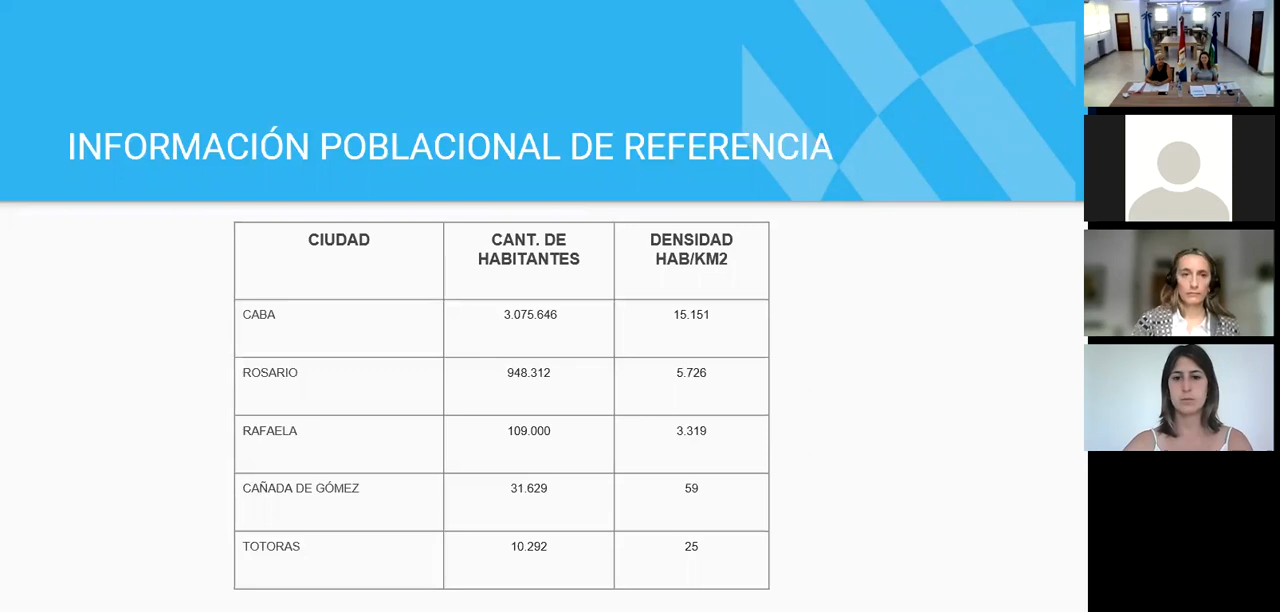 INFORMACIÓN POBLACIONAL DE REFERENCIA
CIUDAD CANT. DE HABITANTES DENSIDAD HAB/KM2
CABA 3.075.646 15.151
ROSARIO 948.312 5.726
RAFAELA 109.000 3.319
CAÑADA DE GÓMEZ 31.629 59
TOTORAS 10.292 25